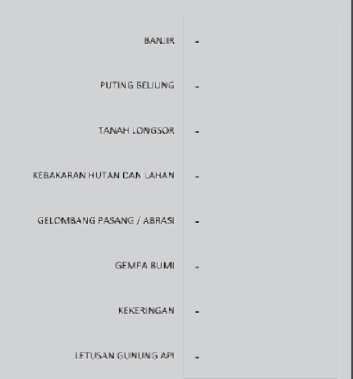 BANJIR -
PUTING BELIUNG -
TANAH LONGSOR -
KEBAKARAN HUTAN DAN LAHAN -
GELOMBANG PASANG / ABRASI -
GEMPA BUMI -
KEKERINGAN -
LETUSAN GUNUNG API -